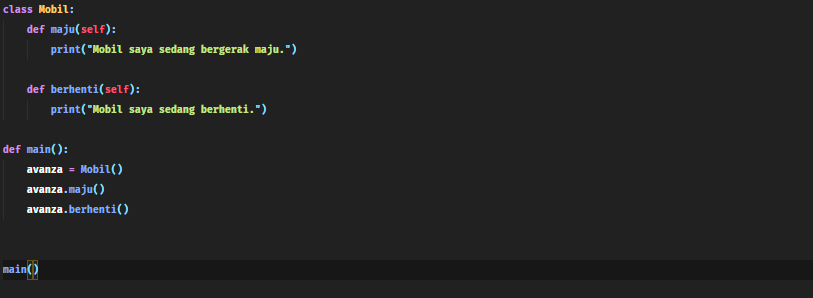 class Mobil:
    def maju(self):
        print("Mobil saya sedang bergerak maju.")
    def berhenti(self):
        print("Mobil saya sedang berhenti.")
def main():
    avanza = Mobil()
    avanza.maju()
    avanza.berhenti()
main()